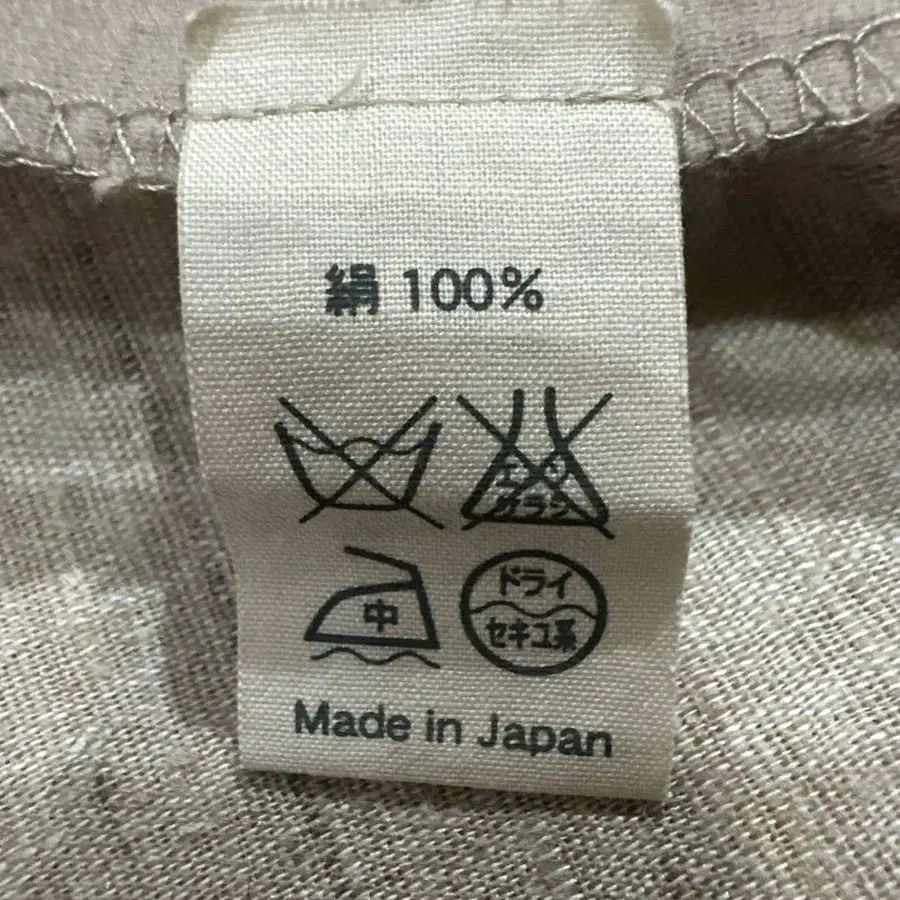 絹 100%
エンソ
サラシ
中
ドライ
セキユ系
Made in Japan